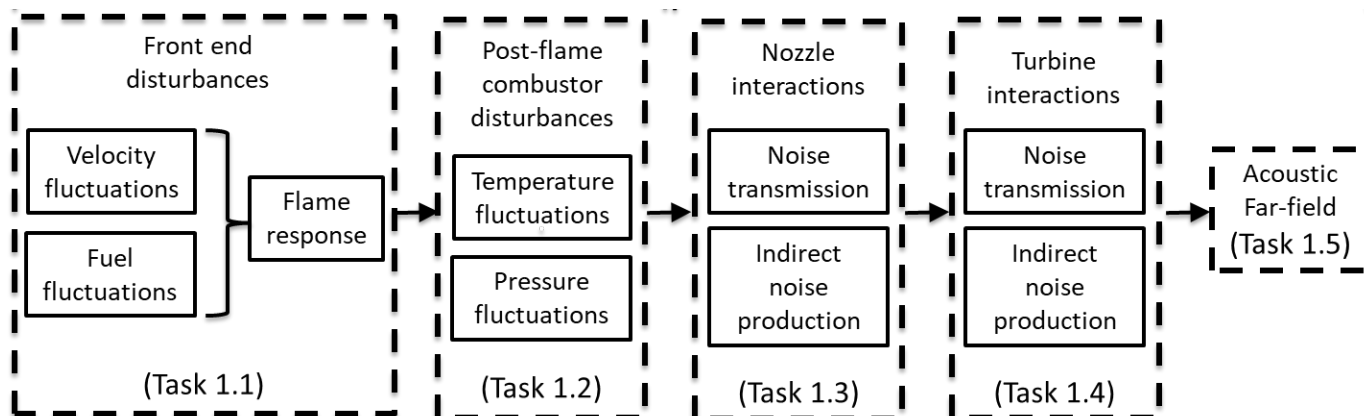 Front end
disturbances
Velocity
fluctuations
Fuel
fluctuations
Flame
response
(Task 1.1)
Post-flame
combustor
disturbances
Temperature
fluctuations
Pressure
fluctuations
(Task 1.2)
Nozzle
interactions
Noise
transmission
Indirect
noise
production
(Task 1.3)
Turbine
interactions
Noise
transmission
Indirect
noise
production
(Task 1.4)
Acoustic
Far-field
(Task 1.5)